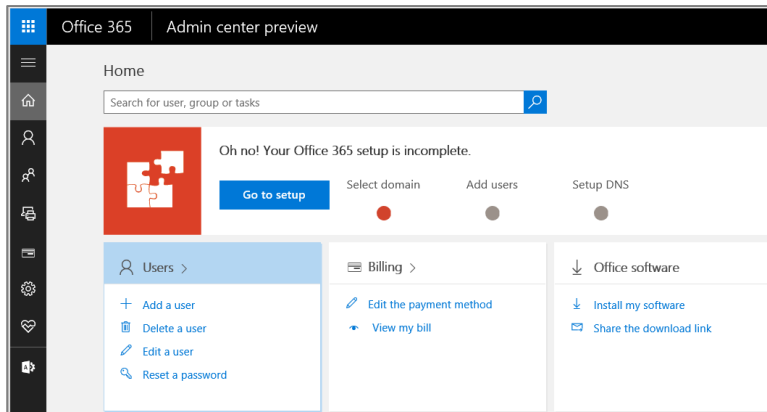 Office 365 Admin center preview
Home
Search for user, group or tasks
Oh no! Your Office 365 setup is incomplete.
Go to setup
Select domain Add users Setup DNS
Users >
Add a user
Delete a user
Edit a user
Reset a password
Billing >
Edit the payment method
View my bill
Office software
Install my software
Share the download link